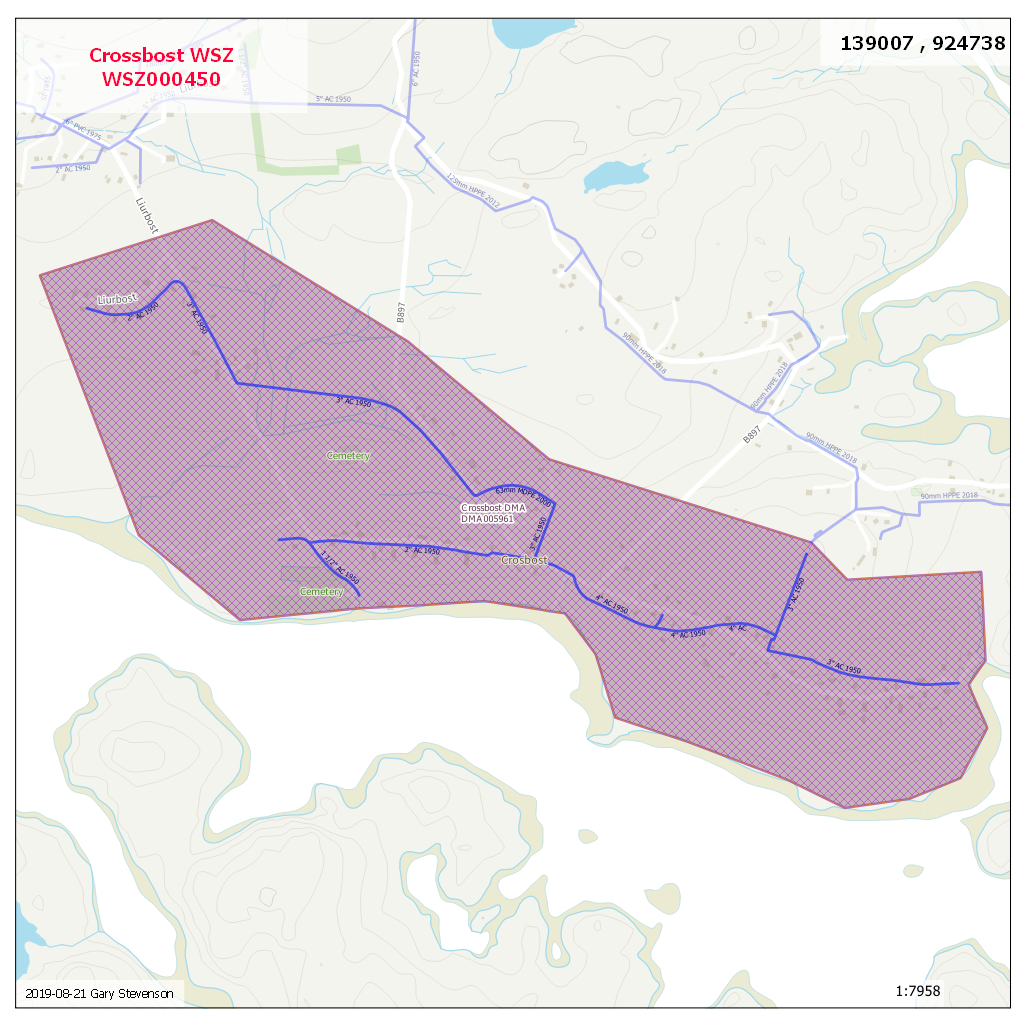 Crossbost WSZ
WSZ000450
139007 , 924738
6" AC 1950
5" AC 1950
6" PVC 1975
2" AC 1950
125mm HPPE 2012
Liurbost
B897
Liurbost
2" AC 1950
3" AC 1950
3" AC 1950
90mm HPPE 2018
90mm HPPE 2018
B897
90mm HPPE 2018
90mm HPPE 2018
Cemetery
63mm MDPE 2000
Crossbost DMA
DMA005961
3" AC 1950
2" AC 1950
Crosbost
1 1/2" AC 1950
Cemetery
4" AC 1950
4" AC 1950
4" AC
3" AC 1950
3" AC 1950
2019-08-21 Gary Stevenson
1:7958